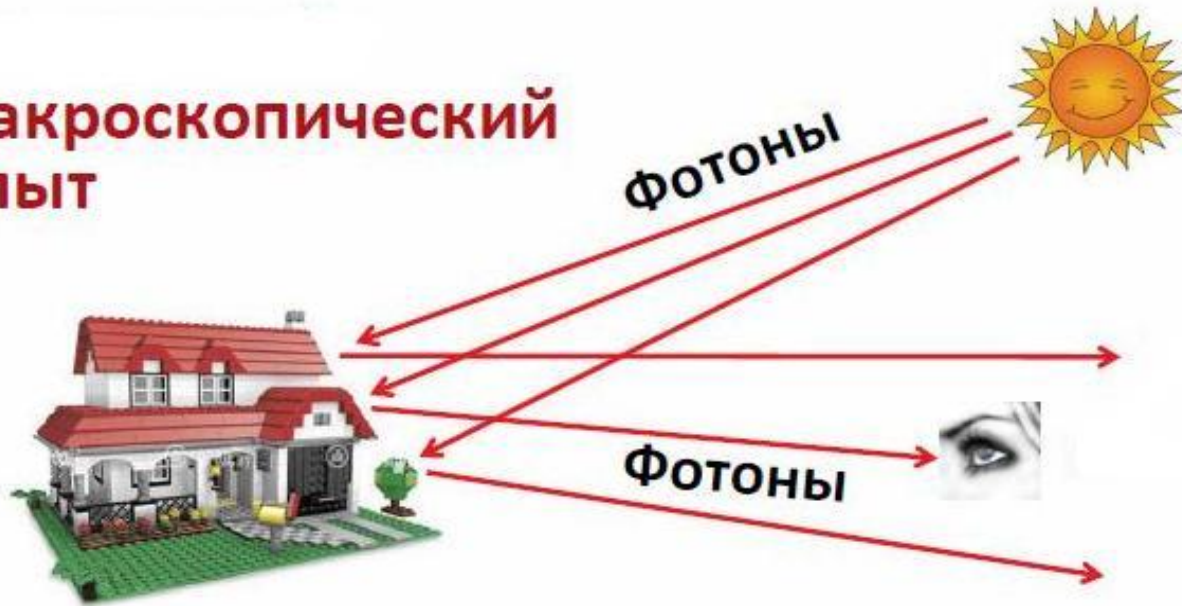 акроскопический
ыт
Фотоны
Фотоны